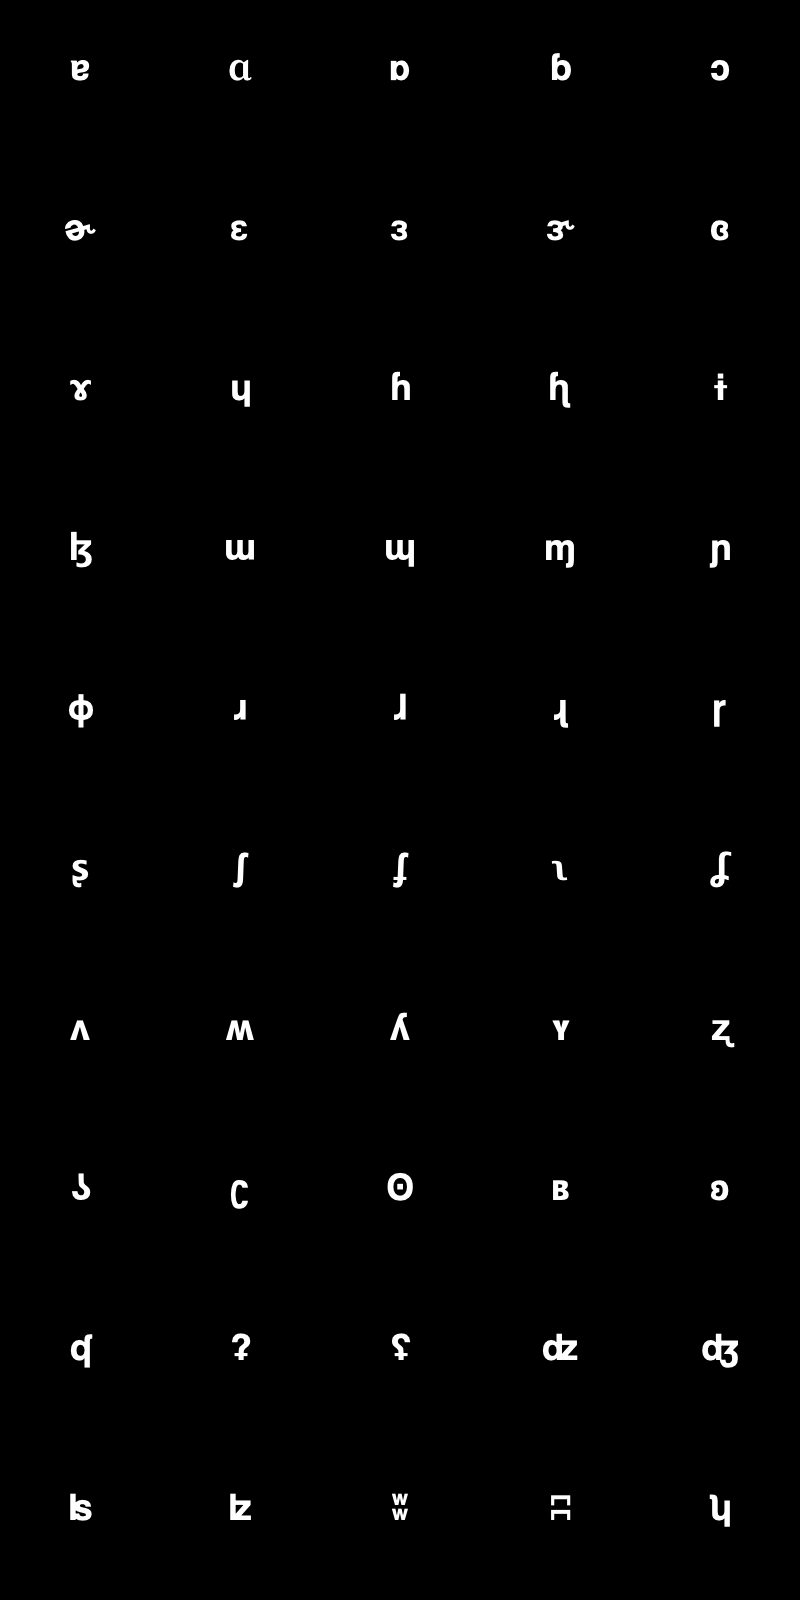 ɐ ɑ ɒ ɓ ɔ
ɚ ɛ ɜ ɝ ɞ
ɤ ɥ ɦ ɧ ɨ
ɮ ɯ ɰ ɱ ɲ
ɸ ɹ ɺ ɻ ɼ
ʂ ʃ ʄ ʅ ʆ
ʌ ʍ ʎ ʏ ʐ
ʖ ʗ ʘ ʙ ʚ
ʠ ʡ ʢ ʣ ʤ
ʪ ʫ ʬ ʭ ʮ